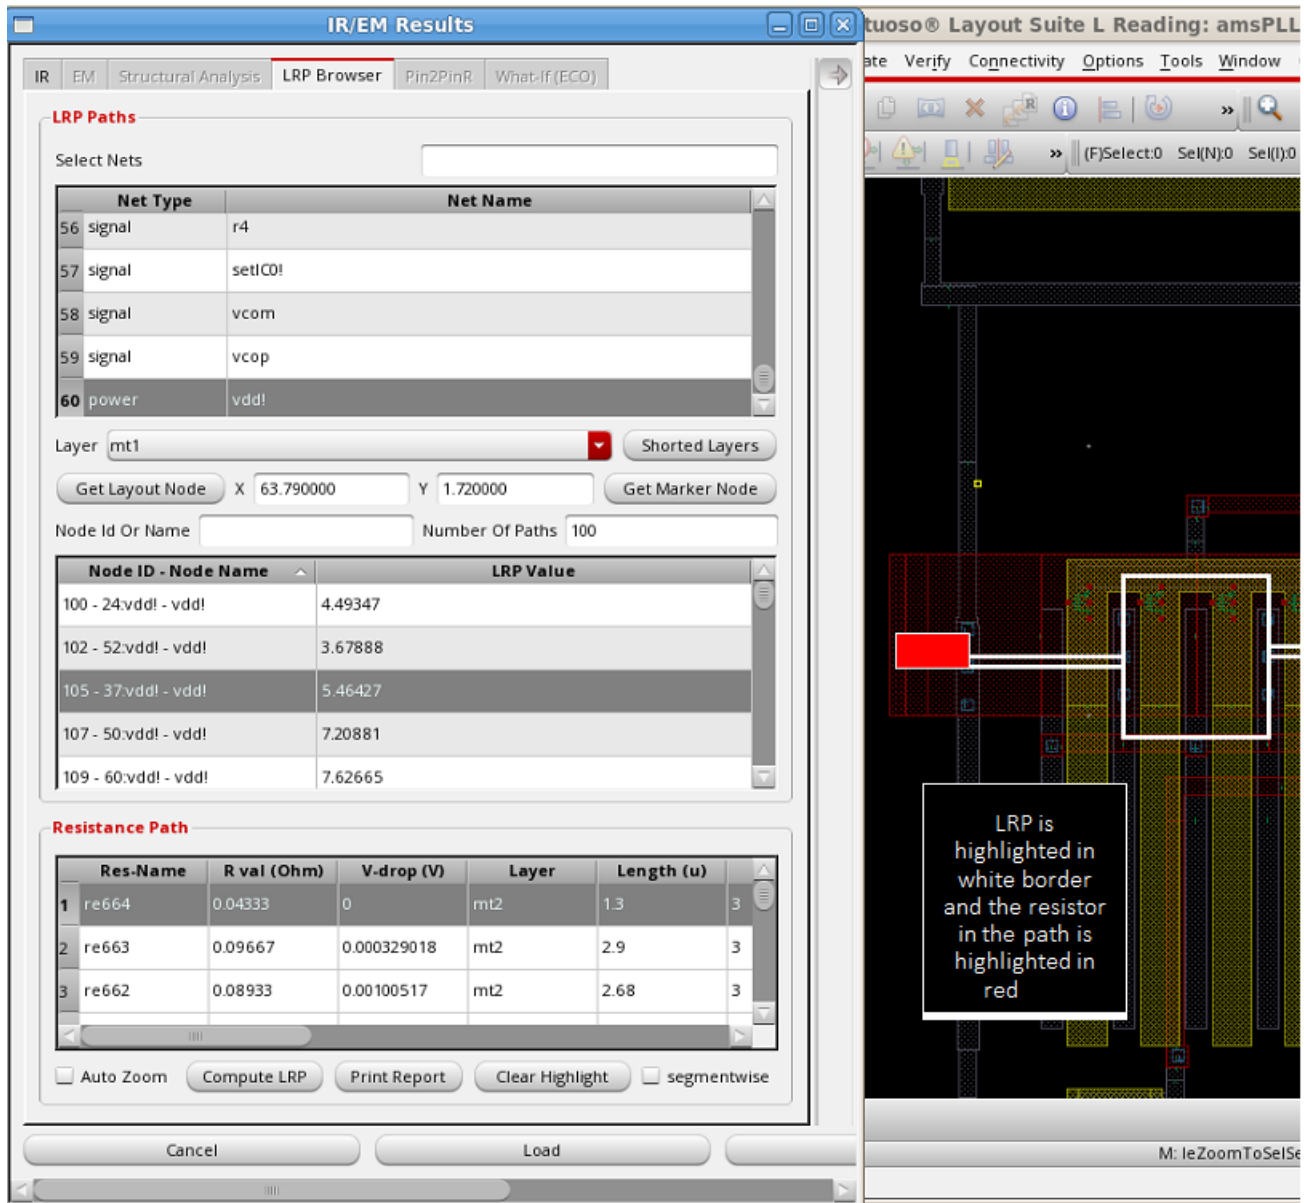 IR/EM Results
IR EM Structural Analysis LRP Browser Pin2PinR What-If (ECO)
LRP Paths
Select Nets
Net Type Net Name
56 signal r4
57 signal setIC0!
58 signal vcom
59 signal vcop
60 power vdd!
Layer mt1 Shorted Layers
Get Layout Node X 63.790000 Y 1.720000 Get Marker Node
Node Id Or Name Number Of Paths 100
Node ID - Node Name LRP Value
100 - 24:vdd! - vdd! 4.49347
102 - 52:vdd! - vdd! 3.67888
105 - 37:vdd! - vdd! 5.46427
107 - 50:vdd! - vdd! 7.20881
109 - 60:vdd! - vdd! 7.62665
Resistance Path
Res-Name R val (Ohm) V-drop (V) Layer Length (u)
1 re664 0.04333 0 mt2 1.3 3
2 re663 0.09667 0.000329018 mt2 2.9 3
3 re662 0.08933 0.00100517 mt2 2.68 3
Auto Zoom Compute LRP Print Report Clear Highlight segmentwise
Cancel Load
tuoso® Layout Suite L Reading: amsPLL
ate Verify Connectivity Options Tools Window
R » 
» (F)Select:0 Sel(N):0 Sel(I):0
LRP is
highlighted in
white border
and the resistor
in the path is
highlighted in
red
M: leZoomToSelSe